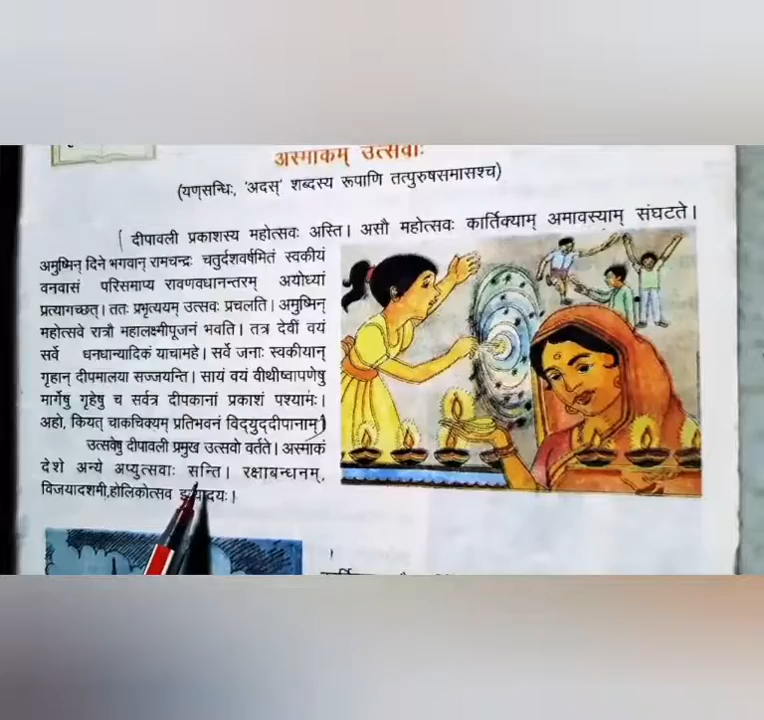 अस्माकम् उत्सवाः
(यण्सन्धिः, 'अदस्' शब्दस्य रूपाणि तत्पुरुषसमासश्च)
दीपावली प्रकाशस्य महोत्सवः अस्ति। असौ महोत्सवः कार्तिक्याम् अमावस्याम् संघटते।
अमुष्मिन् दिने भगवान् रामचन्द्रः चतुर्दशवर्षमितं स्वकीयं
वनवासं परिसमाप्य रावणवधानन्तरम् अयोध्यां
प्रत्यागच्छत्। ततः प्रभृत्ययम् उत्सवः प्रचलति। अमुष्मिन्
महोत्सवे रात्रौ महालक्ष्मीपूजनं भवति। तत्र देवीं वयं
सर्वे धनधान्यादिकं याचामहे। सर्वे जनाः स्वकीयान्
गृहान् दीपमालया सज्जयन्ति। सायं वयं वीथीष्वापणेषु
मार्गेषु गृहेषु च सर्वत्र दीपकानां प्रकाशं पश्यामः।
अहो, कियत् चाकचिक्यम् प्रतिभवनं विद्युद्दीपानाम्
उत्सवेषु दीपावली प्रमुख उत्सवो वर्तते। अस्माकं
देशे अन्ये अप्युत्सवाः सन्ति। रक्षाबन्धनम्,
विजयादशमी,होलिकोत्सव इत्यादयः।